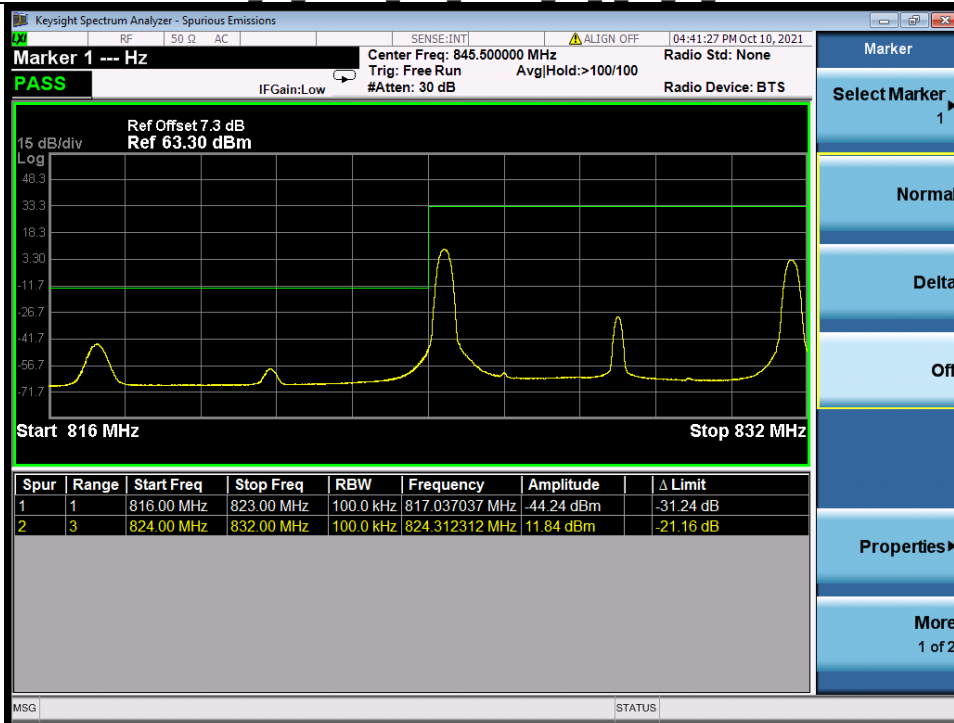 Keysight Spectrum Analyzer - Spurious Emissions
LXI RF 50 Ω AC SENSE:INT ALIGN OFF 04:41:27 PM Oct 10, 2021
Marker 1 --- Hz
Center Freq: 845.500000 MHz Radio Std: None
Trig: Free Run Avg|Hold:>100/100
PASS IFGain:Low #Atten: 30 dB Radio Device: BTS
Ref Offset 7.3 dB
15 dB/div Ref 63.30 dBm
Log
48.3
33.3
18.3
3.30
-11.7
-26.7
-41.7
-56.7
-71.7
Start 816 MHz Stop 832 MHz
Spur Range Start Freq Stop Freq RBW Frequency Amplitude Δ Limit
1 1 816.00 MHz 823.00 MHz 100.0 kHz 817.037037 MHz -44.24 dBm -31.24 dB
2 3 824.00 MHz 832.00 MHz 100.0 kHz 824.312312 MHz 11.84 dBm -21.16 dB
MSG STATUS
Marker
Select Marker
1
Normal
Delta
Off
Properties
More
1 of 2